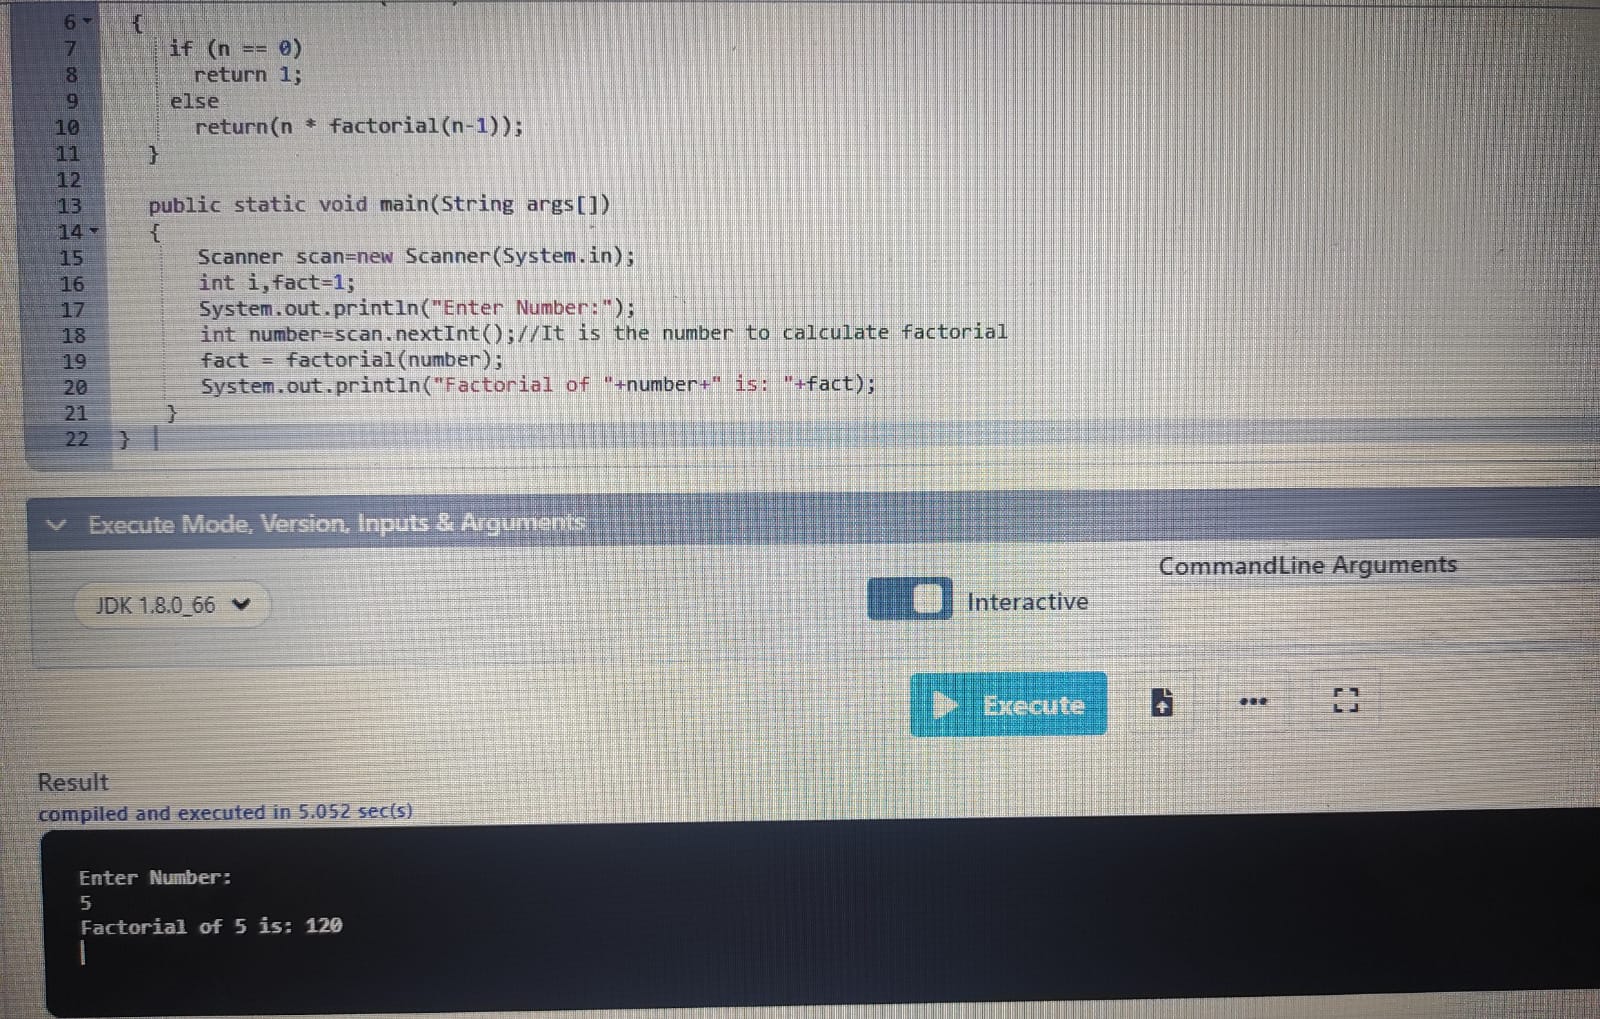 6 {
7 if (n == 0)
8 return 1;
9 else
10 return(n * factorial(n-1));
11 }
12
13 public static void main(String args[])
14 {
15 Scanner scan=new Scanner(System.in);
16 int i,fact=1;
17 System.out.println("Enter Number:");
18 int number=scan.nextInt();//It is the number to calculate factorial
19 fact = factorial(number);
20 System.out.println("Factorial of "+number+" is: "+fact);
21 }
22 }
Execute Mode, Version, Inputs & Arguments
CommandLine Arguments
JDK 1.8.0_66
Interactive
Execute
Result
compiled and executed in 5.052 sec(s)
Enter Number:
5
Factorial of 5 is: 120